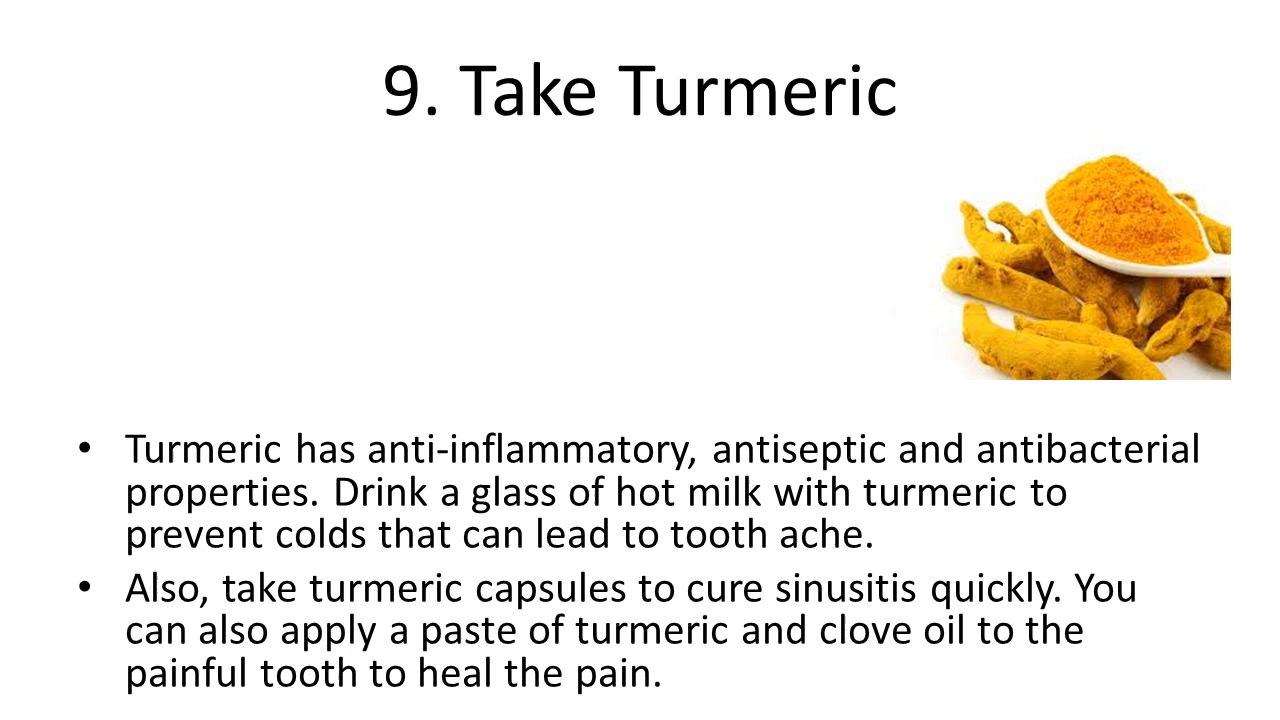 9. Take Turmeric
• Turmeric has anti-inflammatory, antiseptic and antibacterial
properties. Drink a glass of hot milk with turmeric to
prevent colds that can lead to tooth ache.
• Also, take turmeric capsules to cure sinusitis quickly. You
can also apply a paste of turmeric and clove oil to the
painful tooth to heal the pain.